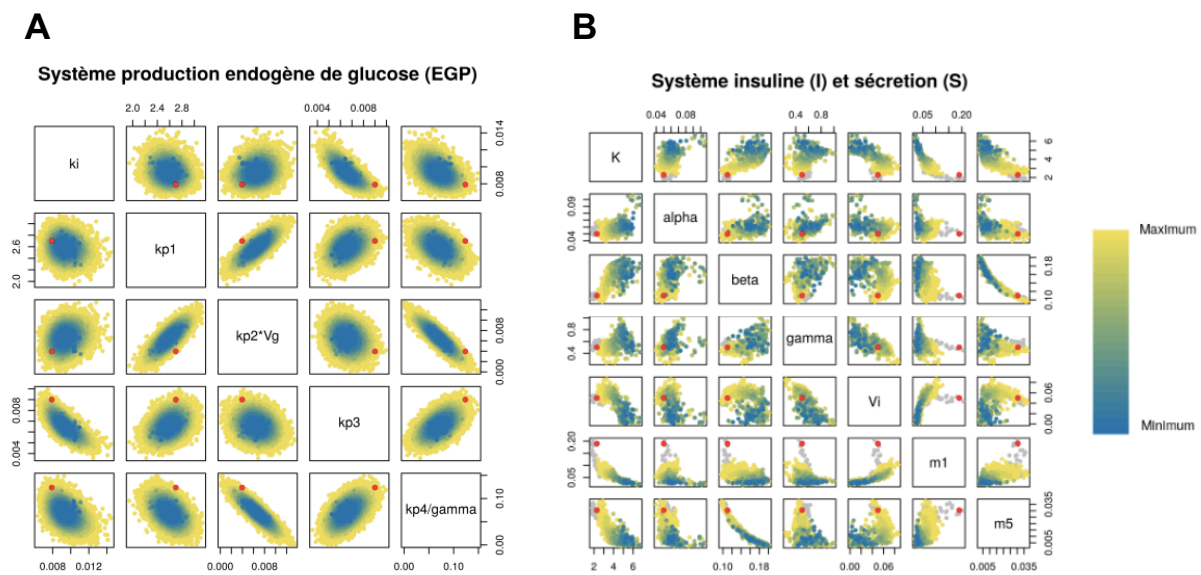 A
B
Système production endogène de glucose (EGP)
Système insuline (I) et sécrétion (S)
2.0 2.4 2.8
0.004 0.008
ki
0.008 0.014
2.0 2.6
kp1
kp2*Vg
0.000 0.008
0.004 0.008
kp3
kp4/gamma
0.00 0.10
0.008 0.012
0.000 0.008
0.00 0.10
0.04 0.08
0.4 0.8
0.05 0.20
K
2 4 6
0.04 0.09
alpha
beta
0.10 0.18
0.4 0.8
gamma
Vi
0.00 0.06
0.05 0.20
m1
m5
0.005 0.035
2 4 6
0.10 0.18
0.00 0.06
0.005 0.035
Maximum
Minimum